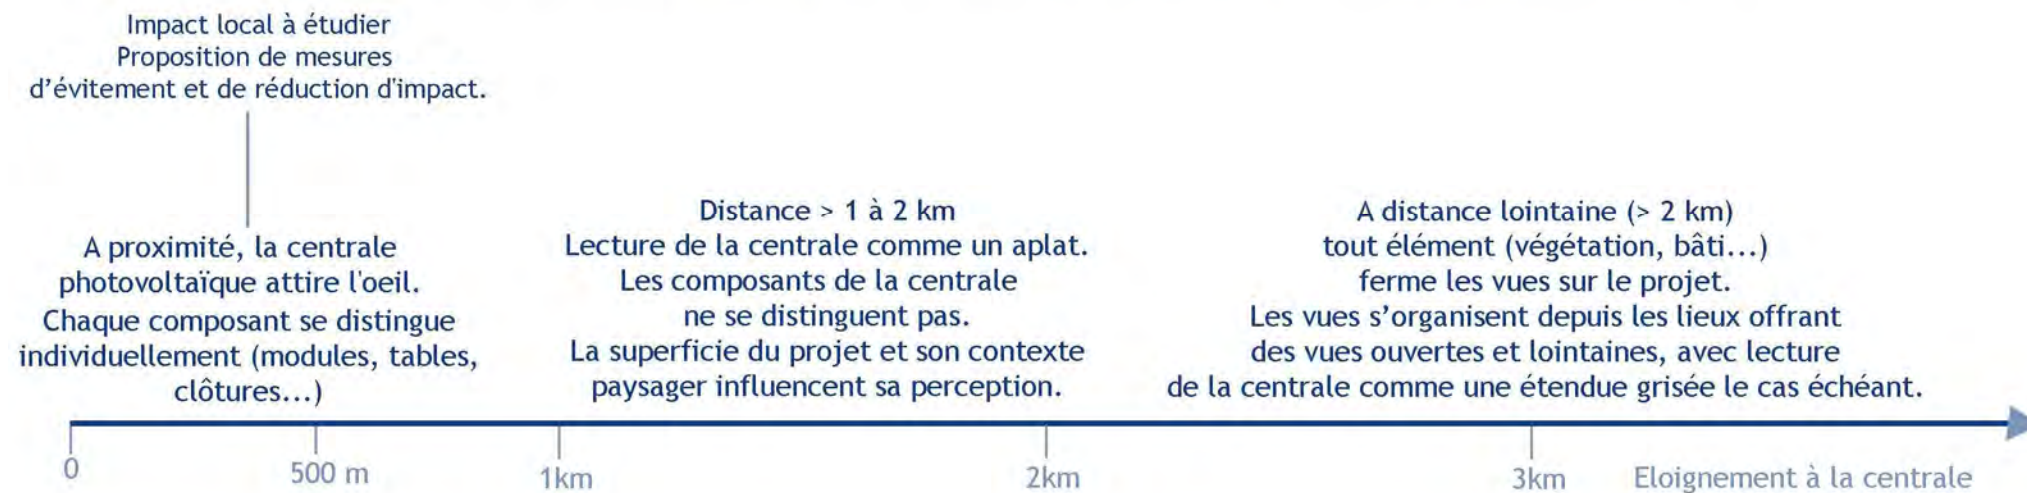 Impact local à étudier
Proposition de mesures
d’évitement et de réduction d'impact.
A proximité, la centrale
photovoltaïque attire l'oeil.
Chaque composant se distingue
individuellement (modules, tables,
clôtures...)
Distance > 1 à 2 km
Lecture de la centrale comme un aplat.
Les composants de la centrale
ne se distinguent pas.
La superficie du projet et son contexte
paysager influencent sa perception.
A distance lointaine (> 2 km)
tout élément (végétation, bâti...)
ferme les vues sur le projet.
Les vues s’organisent depuis les lieux offrant
des vues ouvertes et lointaines, avec lecture
de la centrale comme une étendue grisée le cas échéant.
0
500 m
1km
2km
3km
Eloignement à la centrale